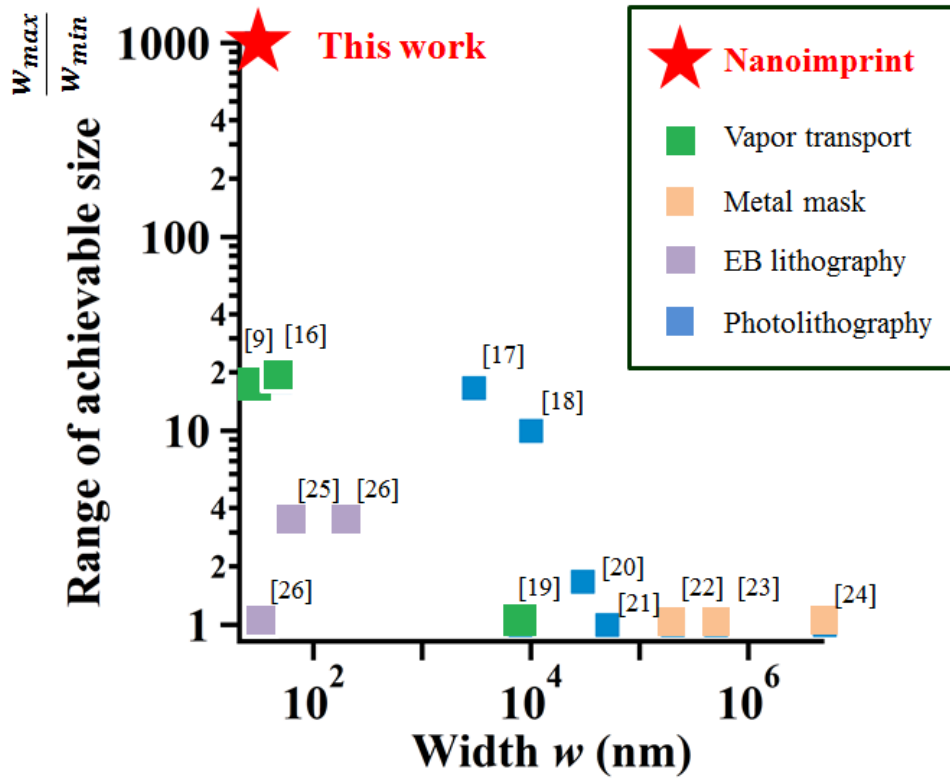 w_max / w_min
Range of achievable size
1000
4
2
100
4
2
10
4
2
1
This work
[9]
[16]
[17]
[18]
[25]
[26]
[26]
[19]
[20]
[21]
[22]
[23]
[24]
10^2
10^4
10^6
Width w (nm)
Nanoimprint
Vapor transport
Metal mask
EB lithography
Photolithography